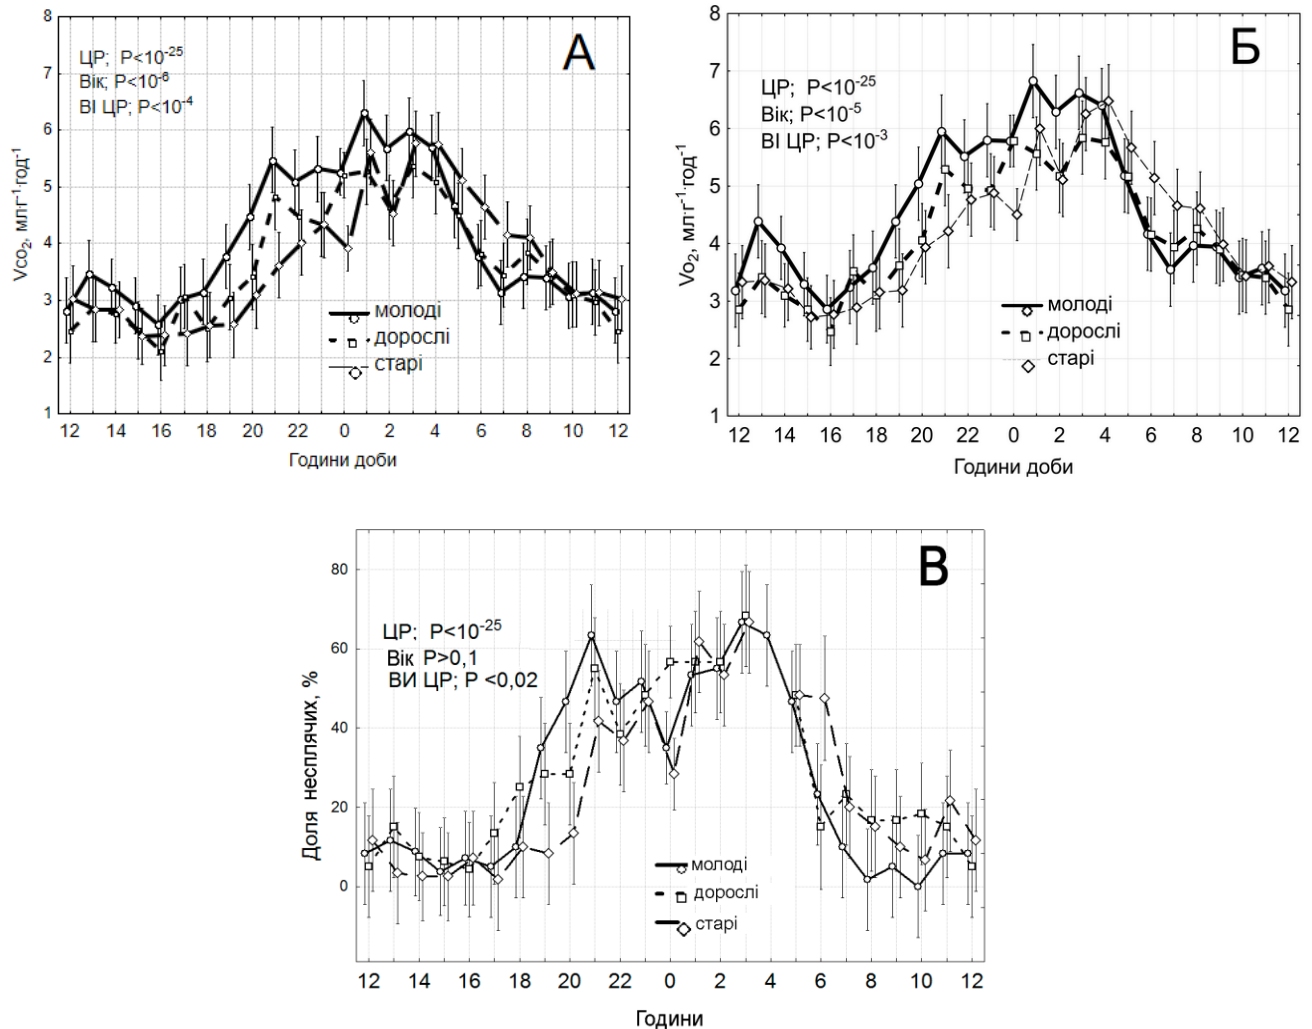 А
ЦР; P<10⁻²⁵
Вік; P<10⁻⁶
ВІ ЦР; P<10⁻⁴
8
7
6
5
4
3
2
1
Vco₂, мл·г⁻¹·год⁻¹
молоді
дорослі
старі
12 14 16 18 20 22 0 2 4 6 8 10 12
Години доби
Б
ЦР; P<10⁻²⁵
Вік; P<10⁻⁵
ВІ ЦР; P<10⁻³
8
7
6
5
4
3
2
1
Vo₂, мл·г⁻¹·год⁻¹
молоді
дорослі
старі
12 14 16 18 20 22 0 2 4 6 8 10 12
Години доби
В
ЦР; P<10⁻²⁵
Вік P>0,1
ВИ ЦР; P <0,02
80
60
40
20
0
Доля несплячих, %
молоді
дорослі
старі
12 14 16 18 20 22 0 2 4 6 8 10 12
Години